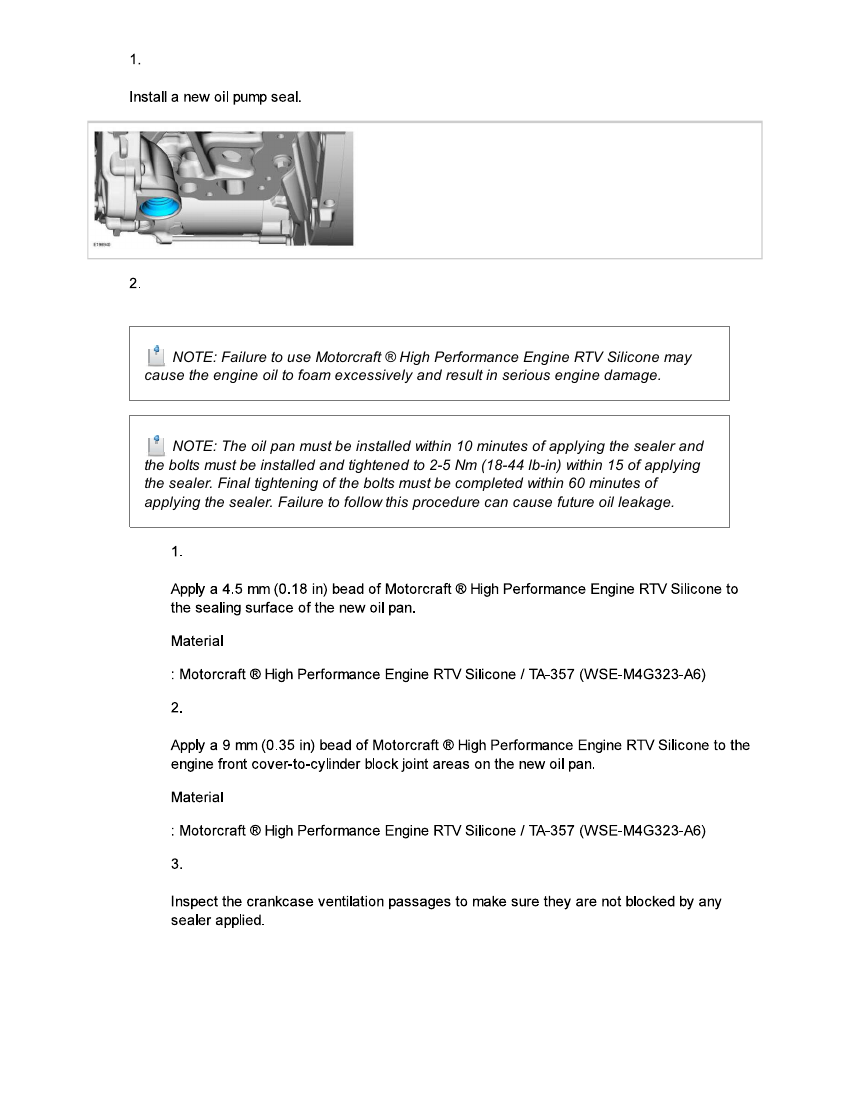 1.
Install a new oil pump seal.
2.
NOTE: Failure to use Motorcraft ® High Performance Engine RTV Silicone may
cause the engine oil to foam excessively and result in serious engine damage.
NOTE: The oil pan must be installed within 10 minutes of applying the sealer and
the bolts must be installed and tightened to 2-5 Nm (18-44 lb-in) within 15 of applying
the sealer. Final tightening of the bolts must be completed within 60 minutes of
applying the sealer. Failure to follow this procedure can cause future oil leakage.
1.
Apply a 4.5 mm (0.18 in) bead of Motorcraft ® High Performance Engine RTV Silicone to
the sealing surface of the new oil pan.
Material
: Motorcraft ® High Performance Engine RTV Silicone / TA-357 (WSE-M4G323-A6)
2.
Apply a 9 mm (0.35 in) bead of Motorcraft ® High Performance Engine RTV Silicone to the
engine front cover-to-cylinder block joint areas on the new oil pan.
Material
: Motorcraft ® High Performance Engine RTV Silicone / TA-357 (WSE-M4G323-A6)
3.
Inspect the crankcase ventilation passages to make sure they are not blocked by any
sealer applied.